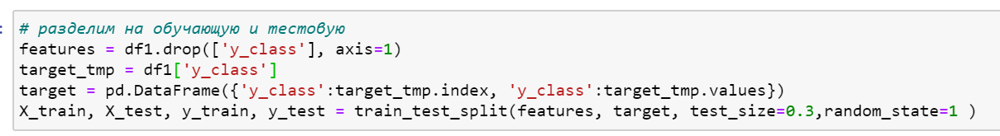 :
# разделим на обучающую и тестовую
features = df1.drop(['y_class'], axis=1)
target_tmp = df1['y_class']
target = pd.DataFrame({'y_class':target_tmp.index, 'y_class':target_tmp.values})
X_train, X_test, y_train, y_test = train_test_split(features, target, test_size=0.3,random_state=1 )